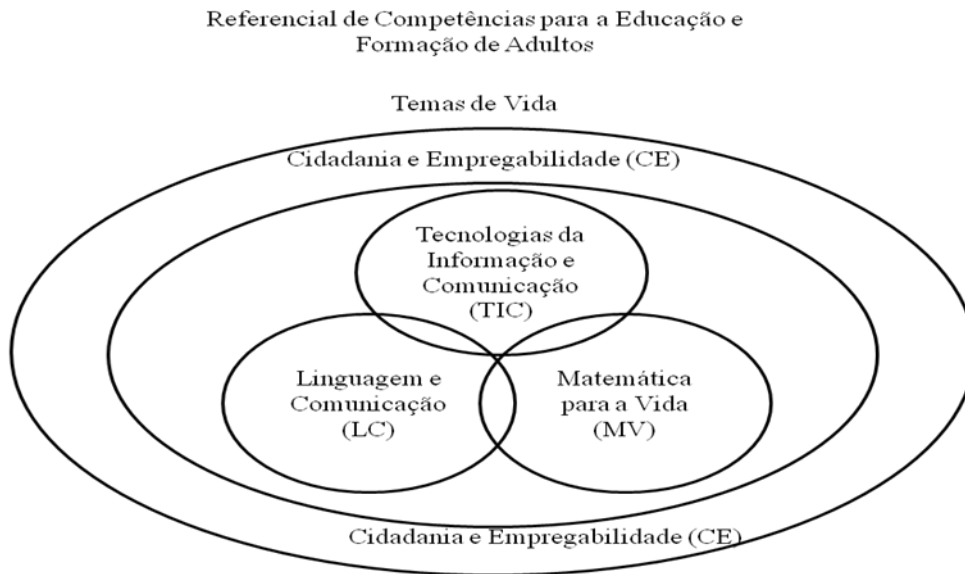 Referencial de Competências para a Educação e
Formação de Adultos
Temas de Vida
Cidadania e Empregabilidade (CE)
Tecnologias da
Informação e
Comunicação
(TIC)
Linguagem e
Comunicação
(LC)
Matemática
para a Vida
(MV)
Cidadania e Empregabilidade (CE)